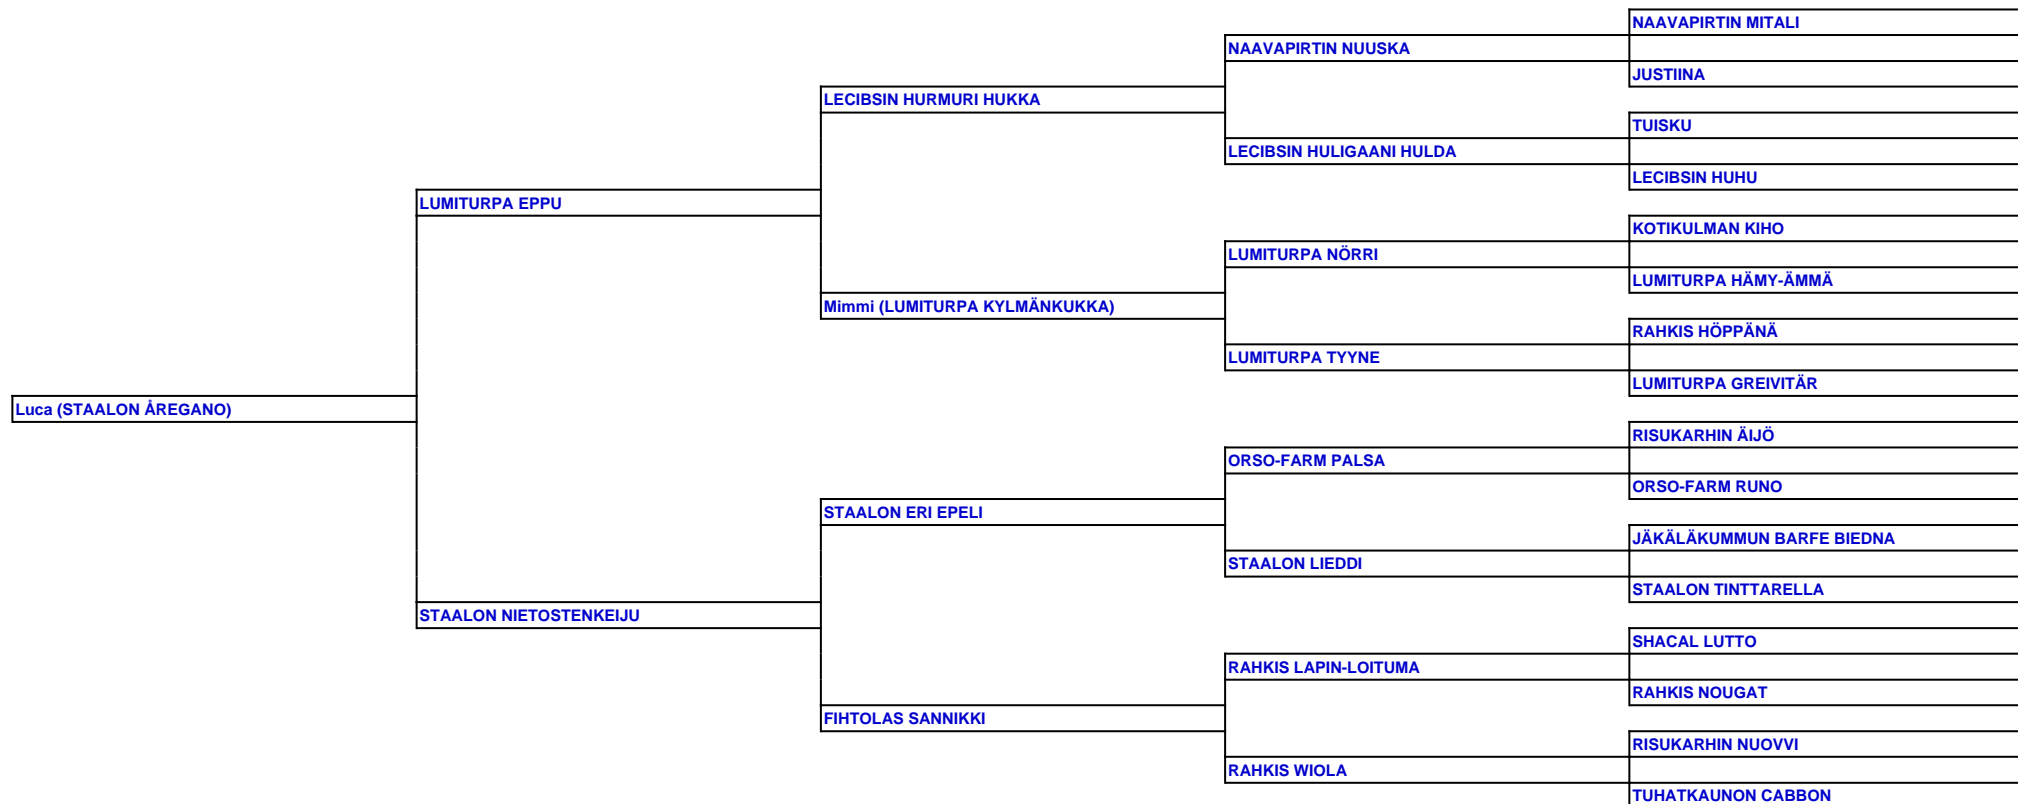 NAAVAPIRTIN MITALI
NAAVAPIRTIN NUUSKA
JUSTIINA
LECIBSIN HURMURI HUKKA
TUISKU
LECIBSIN HULIGAANI HULDA
LECIBSIN HUHU
LUMITURPA EPPU
KOTIKULMAN KIHO
LUMITURPA NÖRRI
LUMITURPA HÄMY-ÄMMÄ
Mimmi (LUMITURPA KYLMÄNKUKKA)
RAHKIS HÖPPÄNÄ
LUMITURPA TYYNE
LUMITURPA GREIVITÄR
Luca (STAALON ÅREGANO)
RISUKARHIN ÄIJÖ
ORSO-FARM PALSA
ORSO-FARM RUNO
STAALON ERI EPELI
JÄKÄLÄKUMMUN BARFE BIEDNA
STAALON LIEDDI
STAALON TINTTARELLA
STAALON NIETOSTENKEIJU
SHACAL LUTTO
RAHKIS LAPIN-LOITUMA
RAHKIS NOUGAT
FIHTOLAS SANNIKKI
RISUKARHIN NUOVVI
RAHKIS WIOLA
TUHATKAUNON CABBON